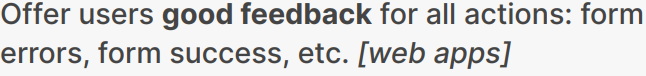 Offer users good feedback for all actions: form
errors, form success, etc. [web apps]